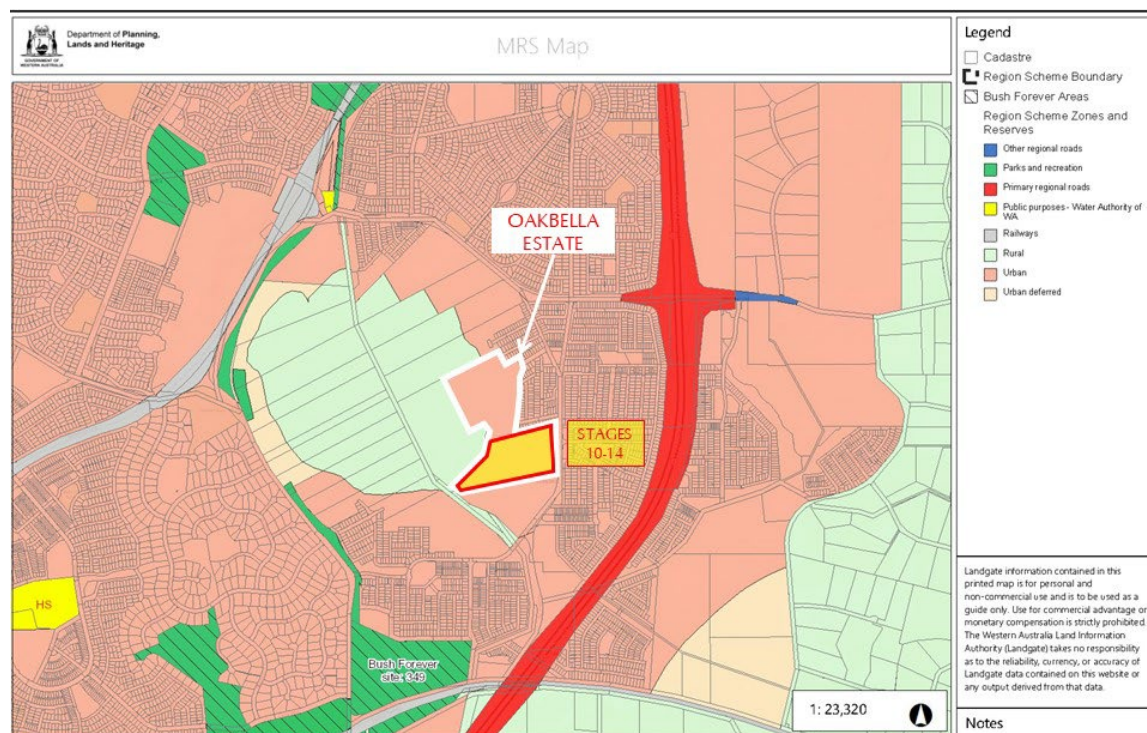 Department of Planning,
Lands and Heritage
GOVERNMENT OF
WESTERN AUSTRALIA
MRS Map
OAKBELLA
ESTATE
STAGES
10-14
HS
Bush Forever
site: 349
1: 23,320
Legend
Cadastre
Region Scheme Boundary
Bush Forever Areas
Region Scheme Zones and
Reserves
Other regional roads
Parks and recreation
Primary regional roads
Public purposes - Water Authority of
WA
Railways
Rural
Urban
Urban deferred
Landgate information contained in this
printed map is for personal and
non-commercial use and is to be used as a
guide only. Use for commercial advantage or
monetary compensation is strictly prohibited.
The Western Australia Land Information
Authority (Landgate) takes no responsibility
as to the reliability, currency, or accuracy of
Landgate data contained on this website or
any output derived from that data.
Notes